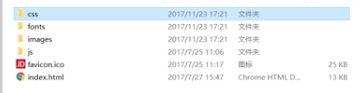 css 2017/11/23 17:21 文件夹
fonts 2017/11/23 17:21 文件夹
images 2017/11/23 17:21 文件夹
js 2017/7/25 11:06 文件夹
JD favicon.ico 2017/7/25 11:17 图标 25 KB
index.html 2017/7/27 15:47 Chrome HTML D... 13 KB